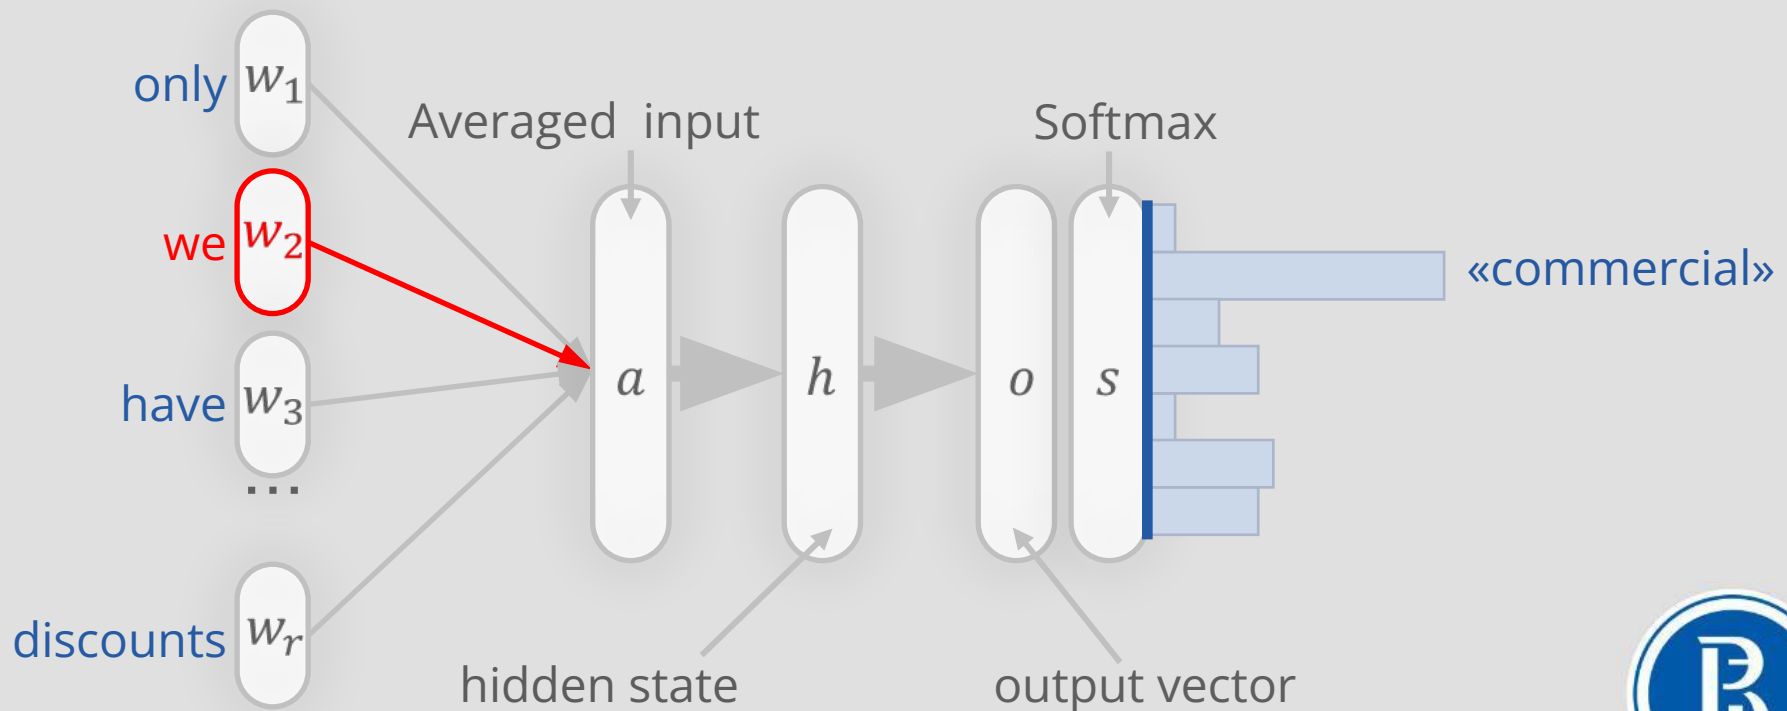 only w₁
Averaged input
Softmax
we w₂
«commercial»
have w₃
a
h
o
s
...
discounts wᵣ
hidden state
output vector